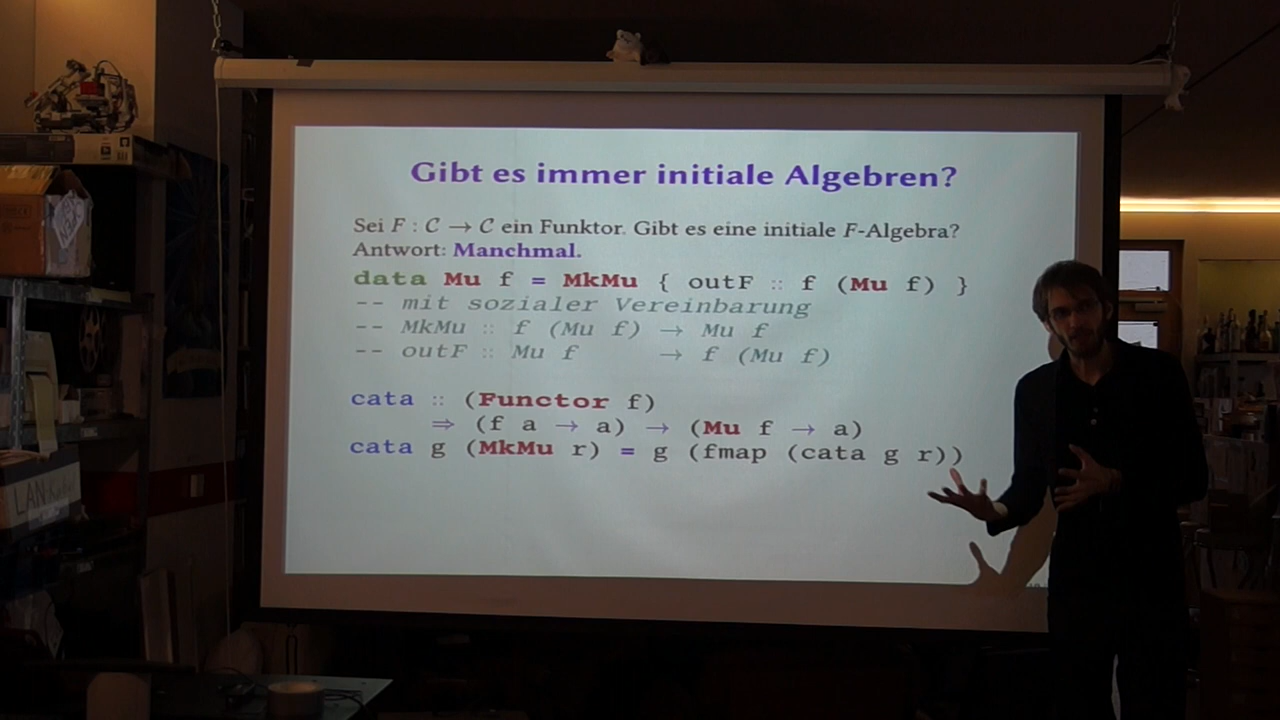 Gibt es immer initiale Algebren?
Sei F : C → C ein Funktor. Gibt es eine initiale F-Algebra?
Antwort: Manchmal.
data Mu f = MkMu { outF :: f (Mu f) }
-- mit sozialer Vereinbarung
-- MkMu :: f (Mu f) → Mu f
-- outF :: Mu f → f (Mu f)
cata :: (Functor f)
⇒ (f a → a) → (Mu f → a)
cata g (MkMu r) = g (fmap (cata g r))